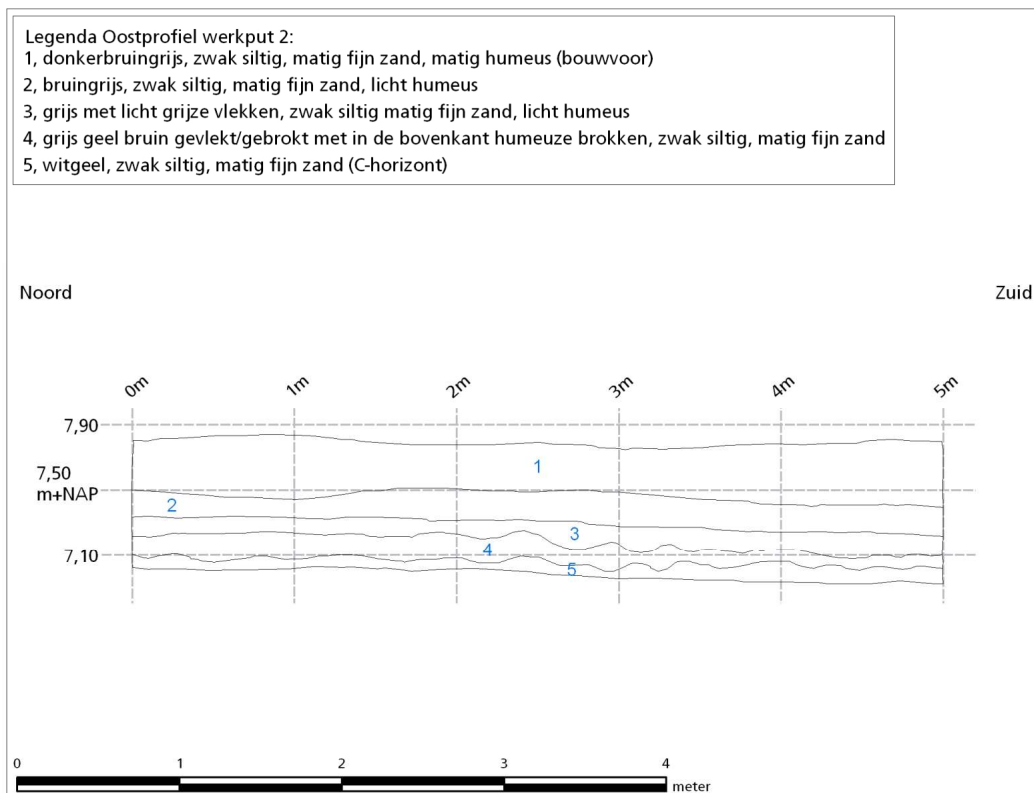 Legenda Oostprofiel werkput 2:
1, donkerbruingrijs, zwak siltig, matig fijn zand, matig humeus (bouwvoor)
2, bruingrijs, zwak siltig, matig fijn zand, licht humeus
3, grijs met licht grijze vlekken, zwak siltig matig fijn zand, licht humeus
4, grijs geel bruin gevlekt/gebrokt met in de bovenkant humeuze brokken, zwak siltig, matig fijn zand
5, witgeel, zwak siltig, matig fijn zand (C-horizont)
Noord Zuid
0m 1m 2m 3m 4m 5m
7,90
1
7,50
m+NAP
2
3
4
7,10
5
0 1 2 3 4
meter